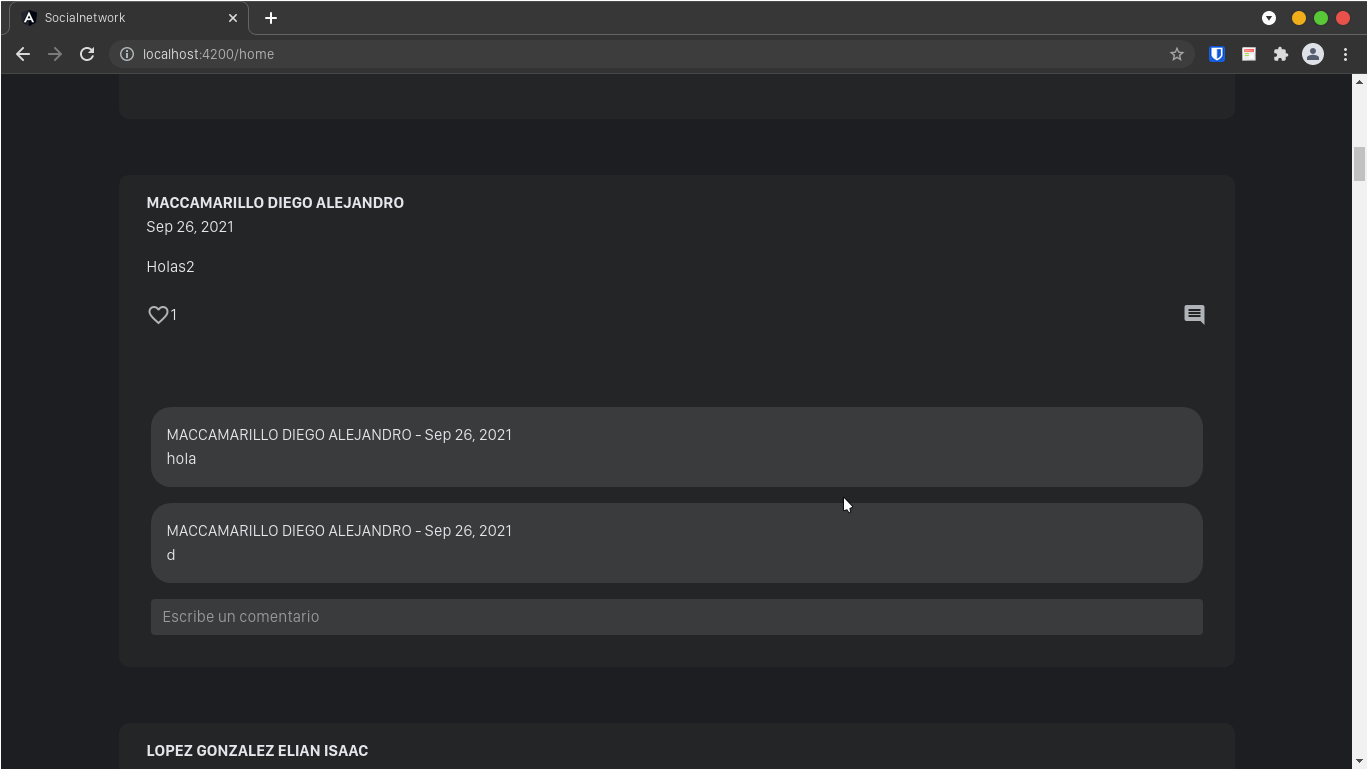 Socialnetwork
localhost:4200/home
MACCAMARILLO DIEGO ALEJANDRO
Sep 26, 2021
Holas2
1
MACCAMARILLO DIEGO ALEJANDRO - Sep 26, 2021
hola
MACCAMARILLO DIEGO ALEJANDRO - Sep 26, 2021
d
Escribe un comentario
LOPEZ GONZALEZ ELIAN ISAAC